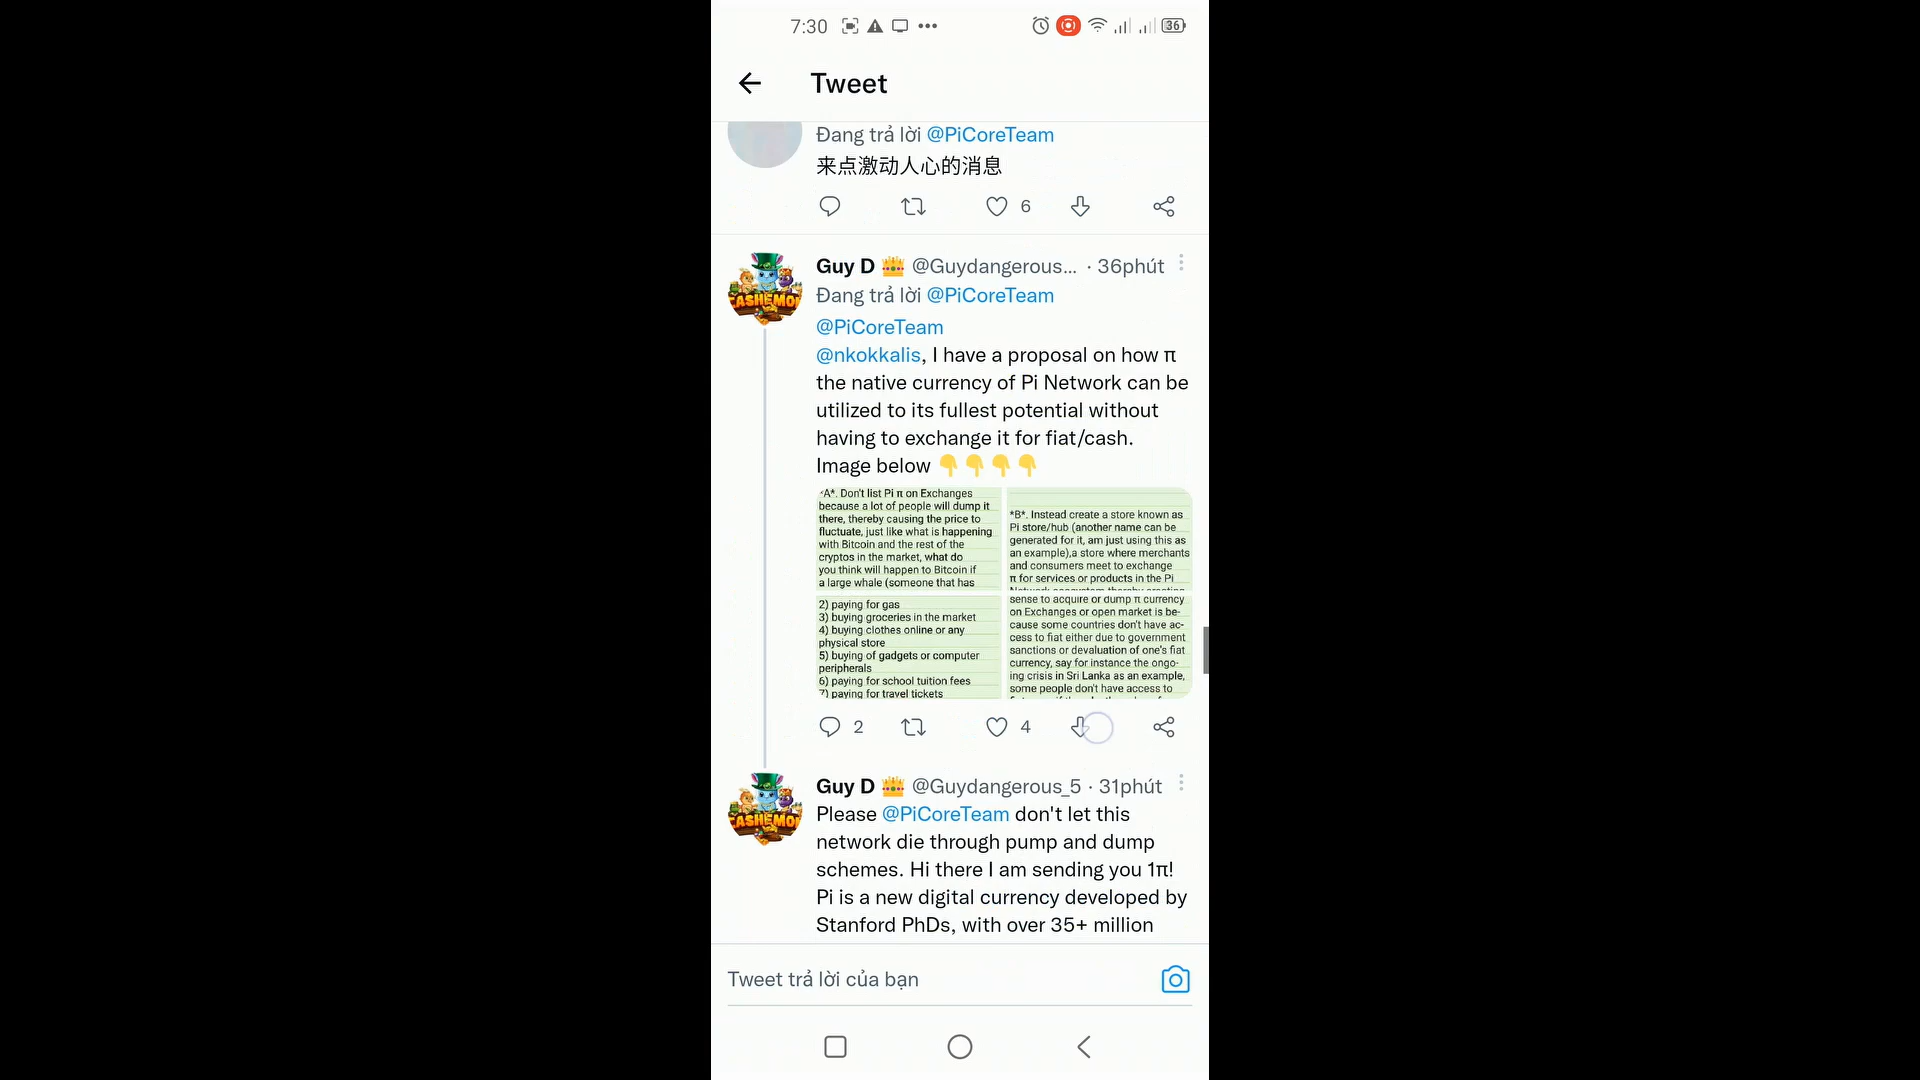 7:30
36
Tweet
Đang trả lời @PiCoreTeam
来点激动人心的消息
6
Guy D @Guydangerous... · 36phút
Đang trả lời @PiCoreTeam
@PiCoreTeam
@nkokkalis, I have a proposal on how π
the native currency of Pi Network can be
utilized to its fullest potential without
having to exchange it for fiat/cash.
Image below
*A*. Don't list Pi π on Exchanges
because a lot of people will dump it
there, thereby causing the price to
fluctuate, just like what is happening
with Bitcoin and the rest of the
cryptos in the market, what do
you think will happen to Bitcoin if
a large whale (someone that has
*B*. Instead create a store known as
Pi store/hub (another name can be
generated for it, am just using this as
an example),a store where merchants
and consumers meet to exchange
π for services or products in the Pi
2) paying for gas
3) buying groceries in the market
4) buying clothes online or any
physical store
5) buying of gadgets or computer
peripherals
6) paying for school tuition fees
7) paying for travel tickets
sense to acquire or dump π currency
on Exchanges or open market is be-
cause some countries don't have ac-
cess to fiat either due to government
sanctions or devaluation of one's fiat
currency, say for instance the ongo-
ing crisis in Sri Lanka as an example,
some people don't have access to
2
4
Guy D @Guydangerous_5 · 31phút
Please @PiCoreTeam don't let this
network die through pump and dump
schemes. Hi there I am sending you 1π!
Pi is a new digital currency developed by
Stanford PhDs, with over 35+ million
Tweet trả lời của bạn